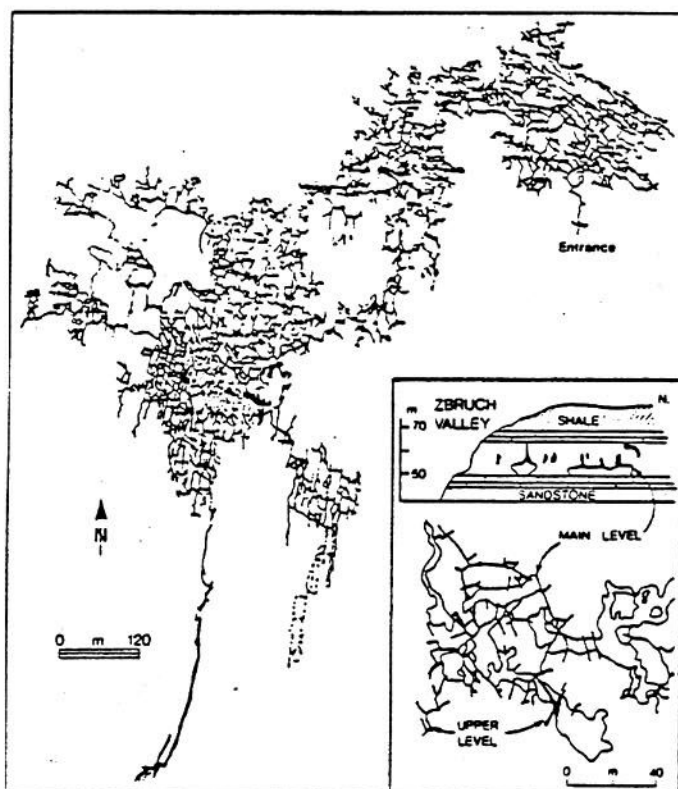 Entrance
N
0 m 120
ZBRUCH
VALLEY
m
70
50
N.
SHALE
SANDSTONE
MAIN LEVEL
UPPER
LEVEL
0 m 40